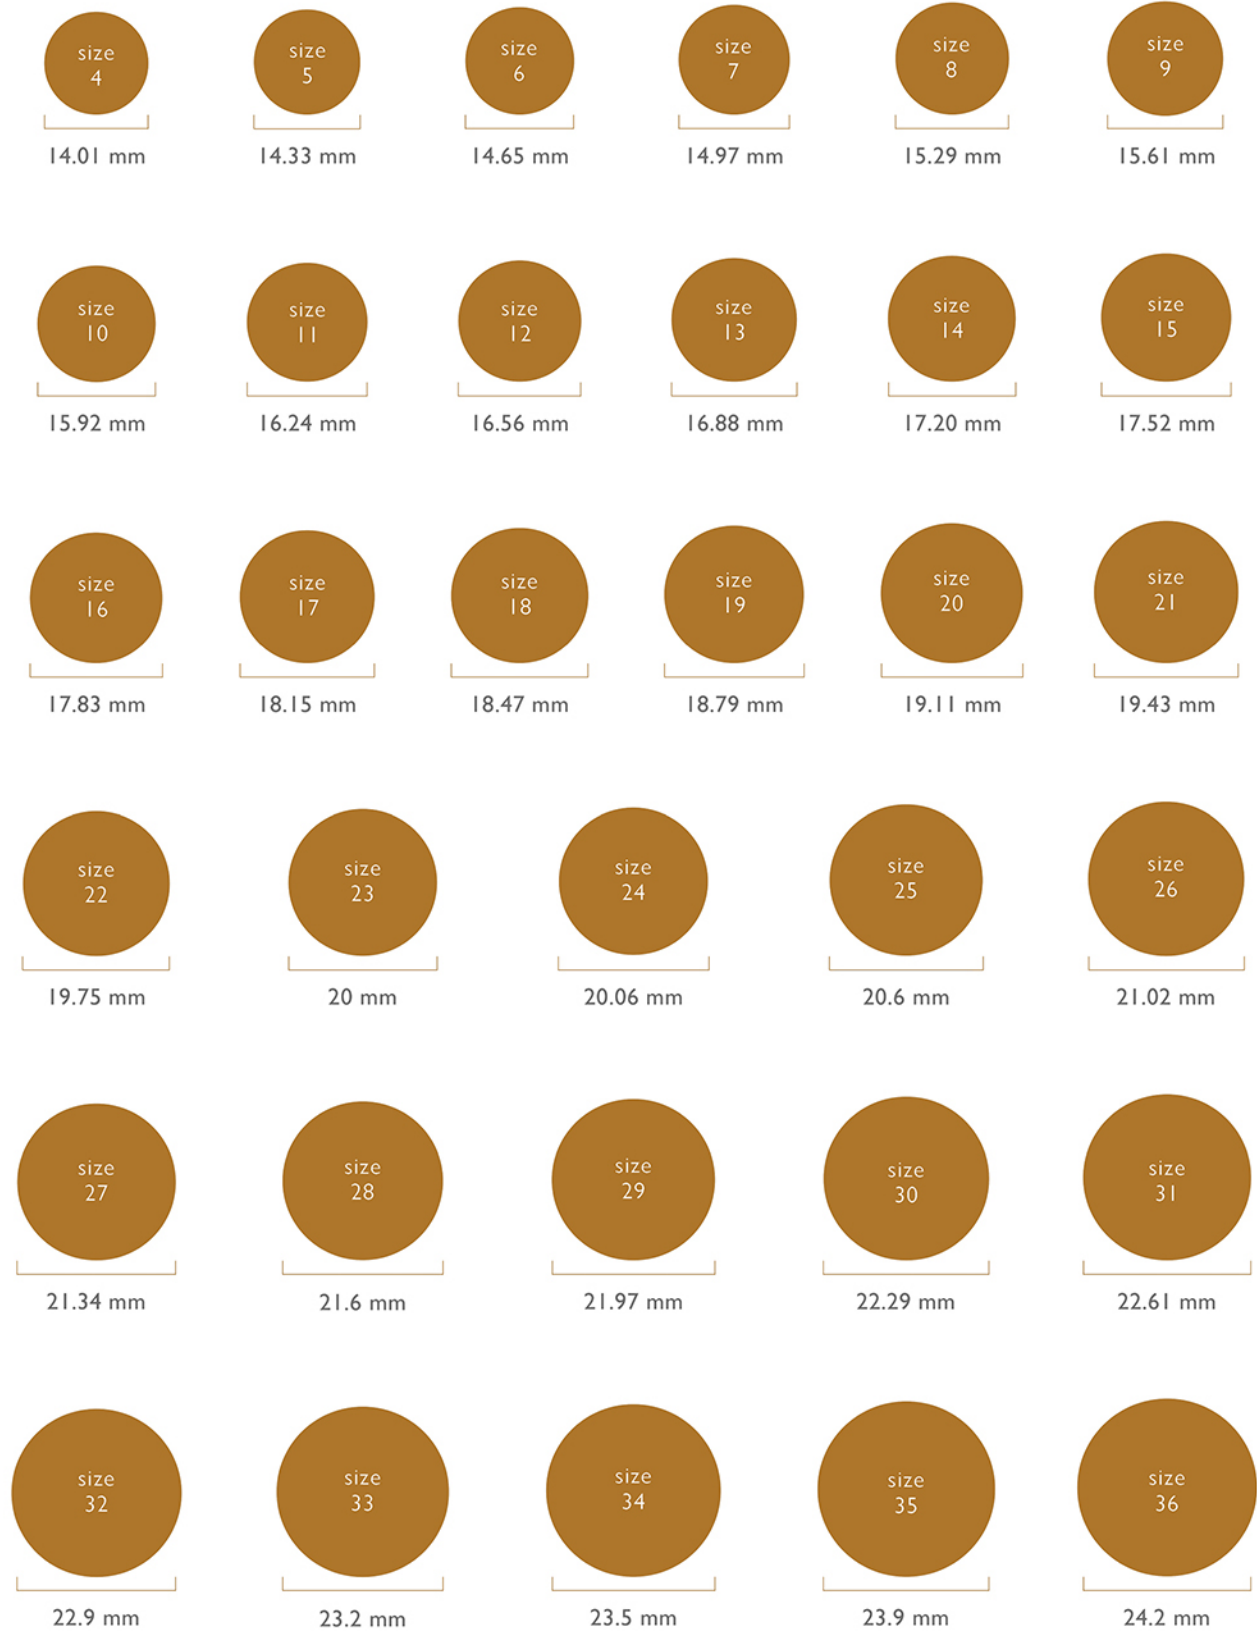 size
4
size
5
size
6
size
7
size
8
size
9
14.01 mm
14.33 mm
14.65 mm
14.97 mm
15.29 mm
15.61 mm
size
10
size
11
size
12
size
13
size
14
size
15
15.92 mm
16.24 mm
16.56 mm
16.88 mm
17.20 mm
17.52 mm
size
16
size
17
size
18
size
19
size
20
size
21
17.83 mm
18.15 mm
18.47 mm
18.79 mm
19.11 mm
19.43 mm
size
22
size
23
size
24
size
25
size
26
19.75 mm
20 mm
20.06 mm
20.6 mm
21.02 mm
size
27
size
28
size
29
size
30
size
31
21.34 mm
21.6 mm
21.97 mm
22.29 mm
22.61 mm
size
32
size
33
size
34
size
35
size
36
22.9 mm
23.2 mm
23.5 mm
23.9 mm
24.2 mm